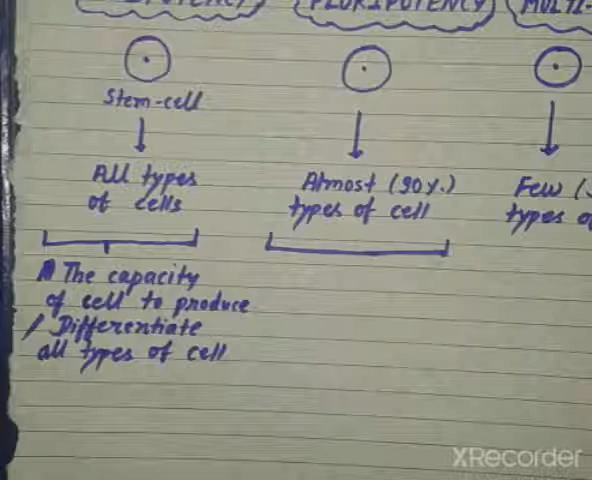 PLURIPOTENCY
Stem-cell
All types
of cells
Almost (90%)
types of cell
Few
types
The capacity
of cell to produce
/ Differentiate
all types of cell
XRecorder